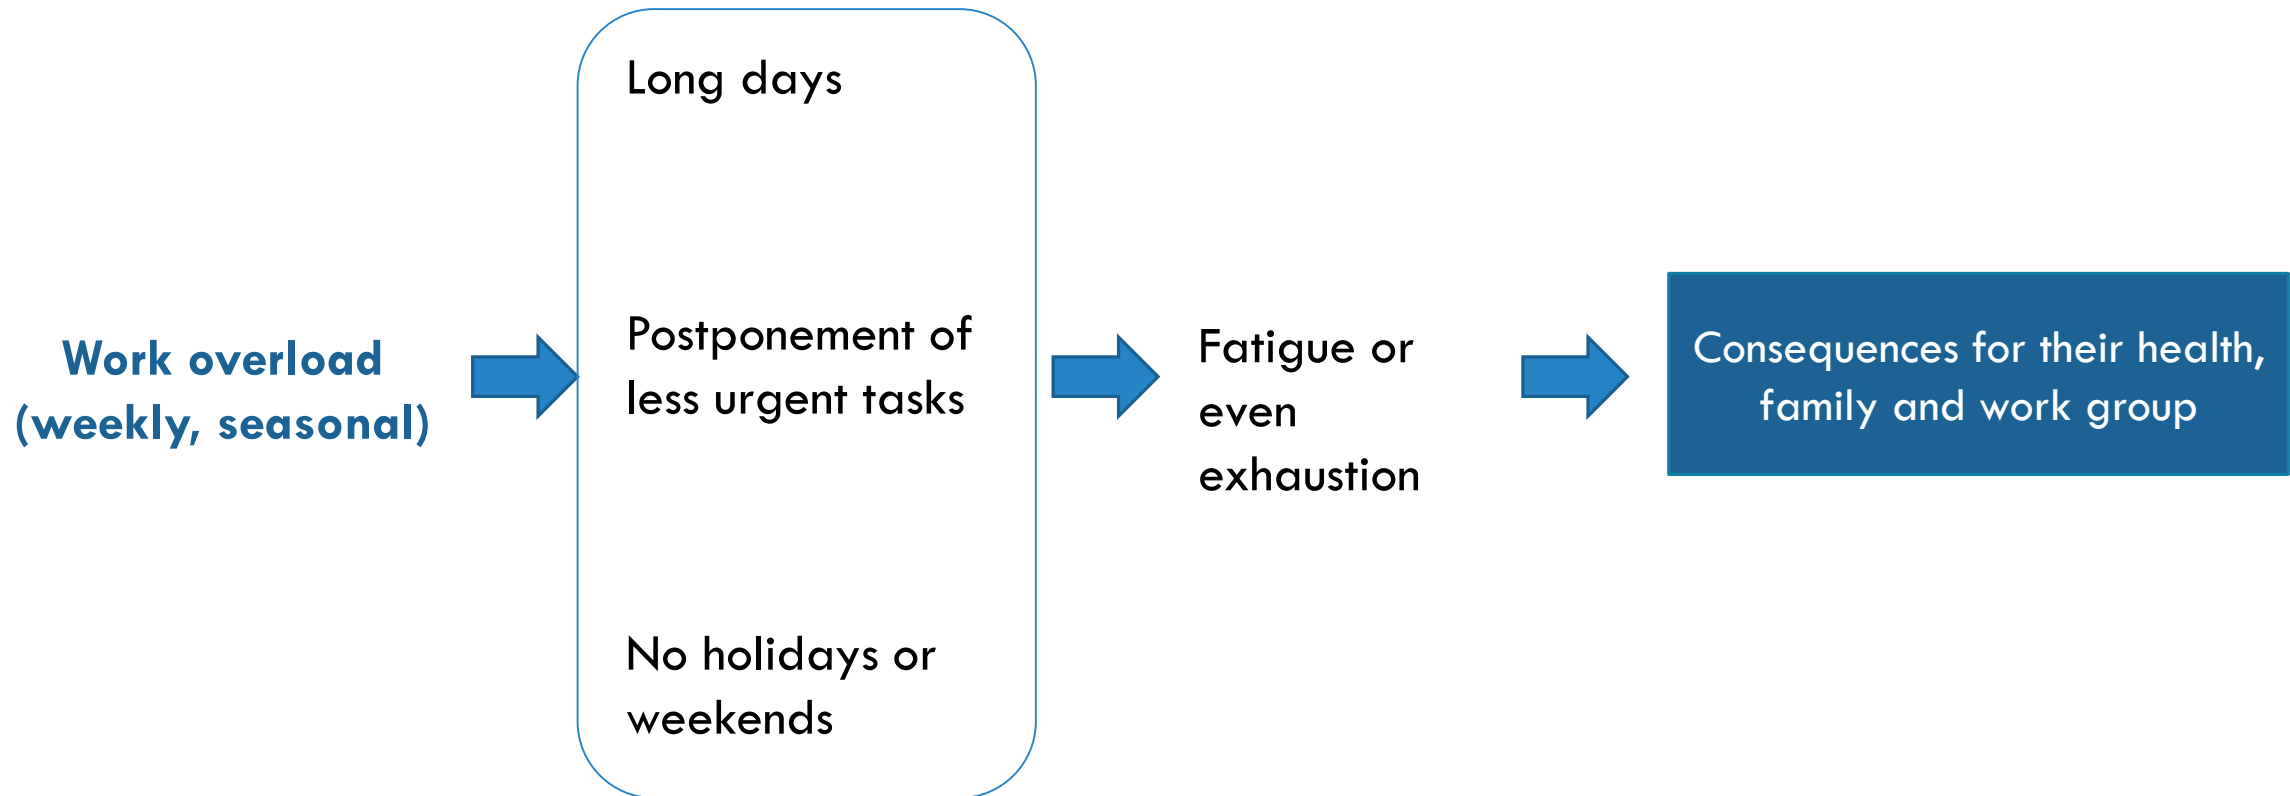 Work overload
(weekly, seasonal)
Long days
Postponement of
less urgent tasks
No holidays or
weekends
Fatigue or
even
exhaustion
Consequences for their health,
family and work group